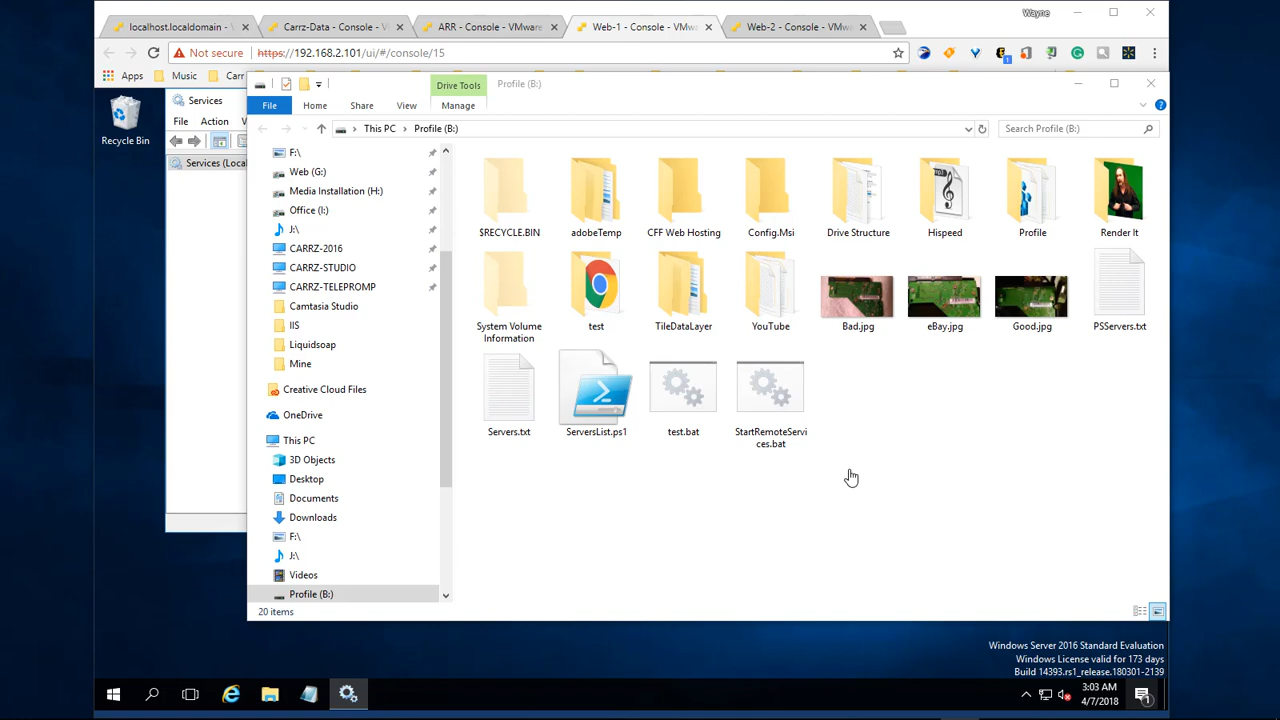 Wayne
localhost.localdomain - V
Carrz-Data - Console - VMw
ARR - Console - VMware
Web-1 - Console - VMw
Web-2 - Console - VMw
Not secure
https://192.168.2.101/ui/#/console/15
Apps
Music
Carr
Drive Tools
Profile (B:)
Services
File
Home
Share
View
Manage
File
Action
V
This PC
Profile (B:)
Search Profile (B:)
Recycle Bin
Services (Local
F:\
Web (G:)
Media Installation (H:)
Office (I:)
J:\
CARRZ-2016
CARRZ-STUDIO
CARRZ-TELEPROMP
Camtasia Studio
IIS
Liquidsoap
Mine
Creative Cloud Files
OneDrive
This PC
3D Objects
Desktop
Documents
Downloads
F:\
J:\
Videos
Profile (B:)
$RECYCLE.BIN
adobeTemp
CFF Web Hosting
Config.Msi
Drive Structure
Hispeed
Profile
Render It
System Volume
Information
test
TileDataLayer
YouTube
Bad.jpg
eBay.jpg
Good.jpg
PSServers.txt
Servers.txt
ServersList.ps1
test.bat
StartRemoteServi
ces.bat
20 items
Windows Server 2016 Standard Evaluation
Windows License valid for 173 days
Build 14393.rs1_release.180301-2139
3:03 AM
4/7/2018